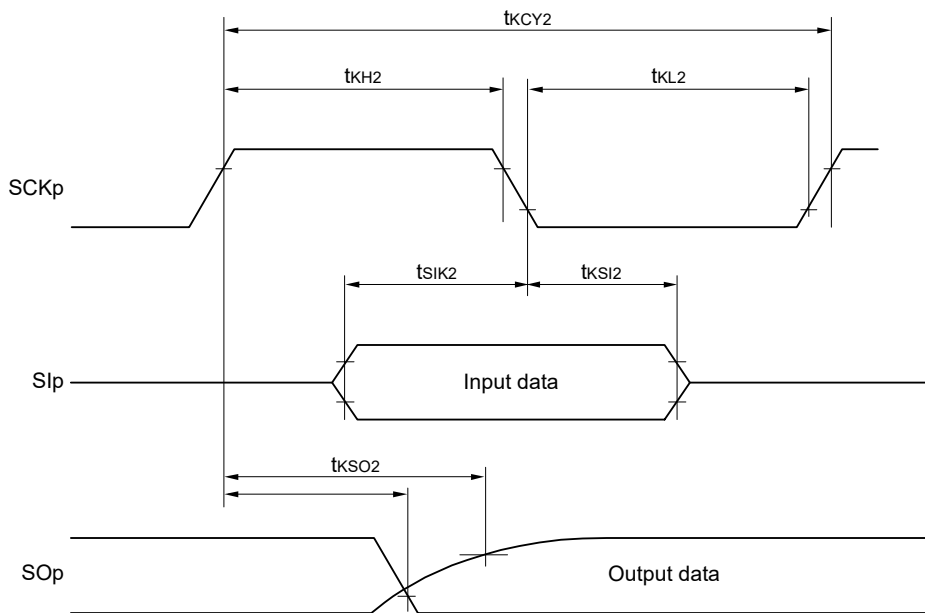 tKCY2
tKH2
tKL2
SCKp
tSIK2
tKSI2
SIp
Input data
tKSO2
SOp
Output data